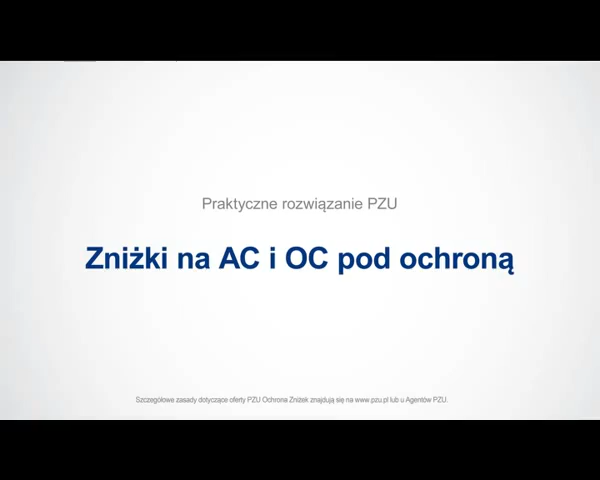 Praktyczne rozwiązanie PZU
Zniżki na AC i OC pod ochroną
Szczegółowe zasady dotyczące oferty PZU Ochrona Zniżek znajdują się na www.pzu.pl lub u Agentów PZU.